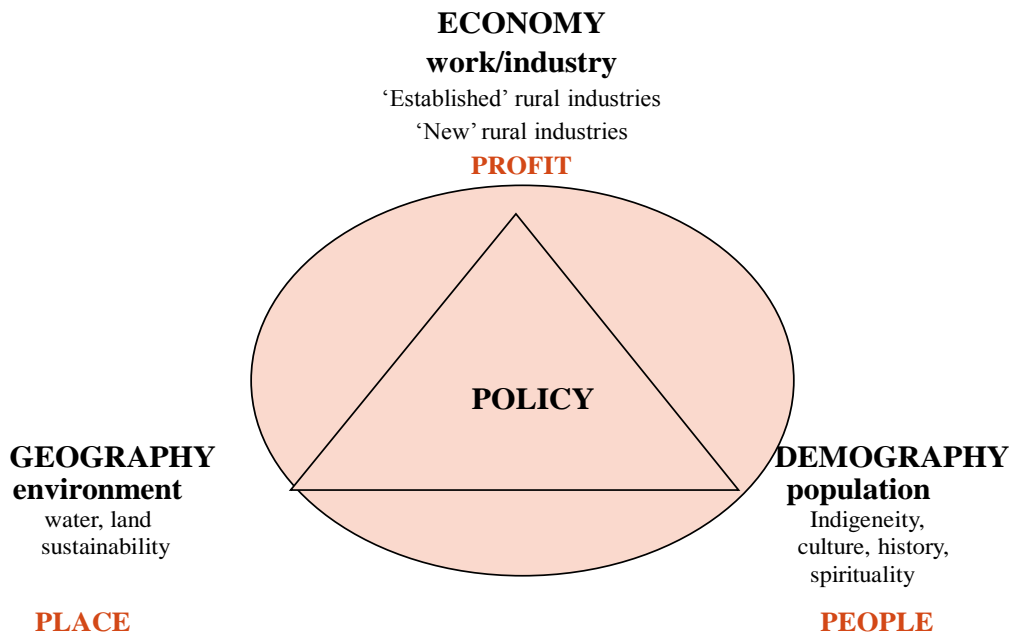 ECONOMY
work/industry
‘Established’ rural industries
‘New’ rural industries
PROFIT
POLICY
GEOGRAPHY
environment
water, land
sustainability
PLACE
DEMOGRAPHY
population
Indigeneity,
culture, history,
spirituality
PEOPLE